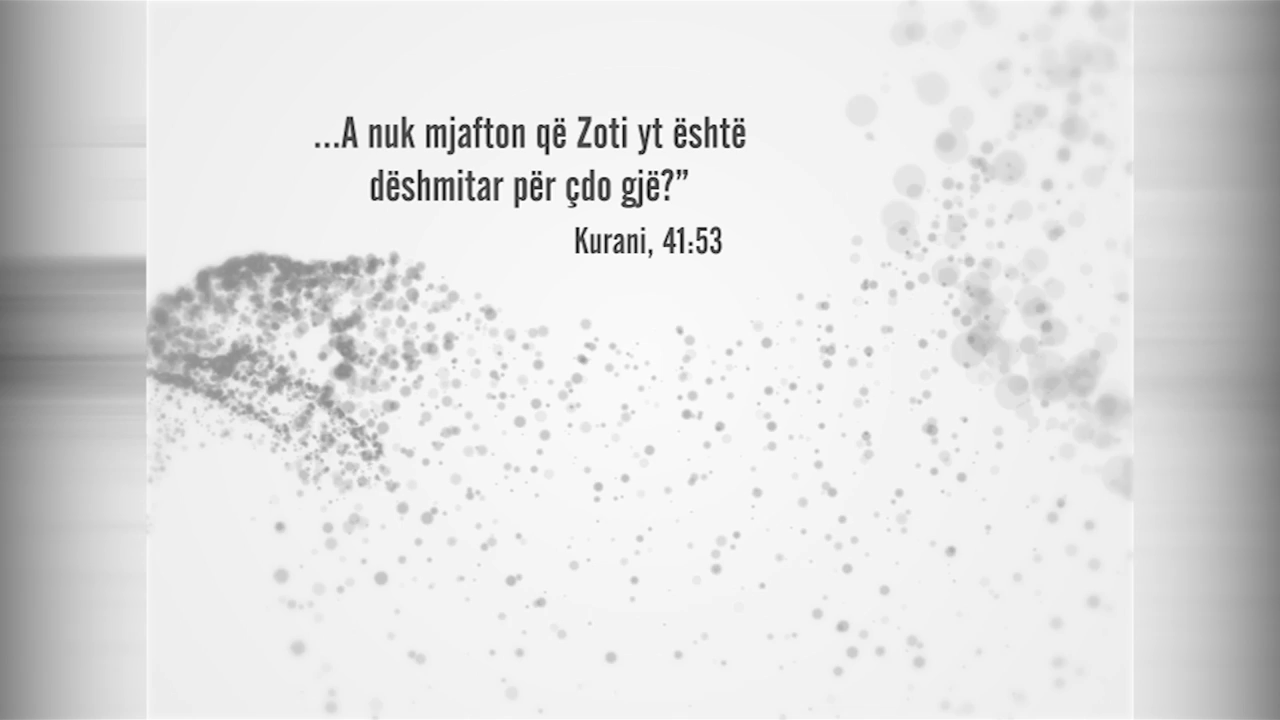 ...A nuk mjafton që Zoti yt është
dëshmitar për çdo gjë?”
Kurani, 41:53